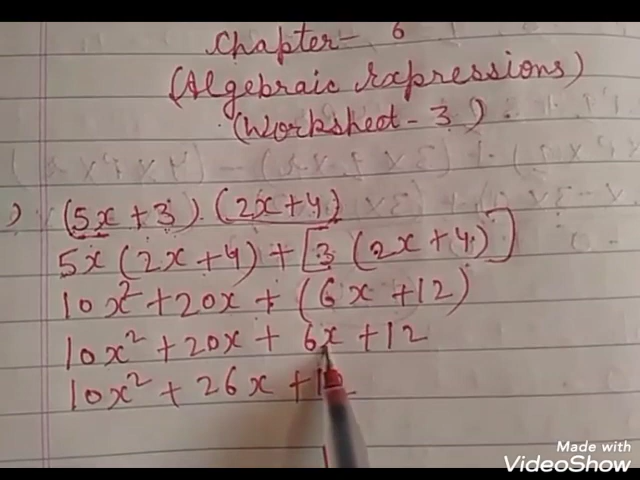 Chapter - 6
(Algebraic Expressions)
(Worksheet - 3)
) (5x + 3) (2x + 4)
5x (2x + 4) + [3 (2x + 4)]
10x² + 20x + (6x + 12)
10x² + 20x + 6x + 12
10x² + 26x + 12
Made with
VideoShow